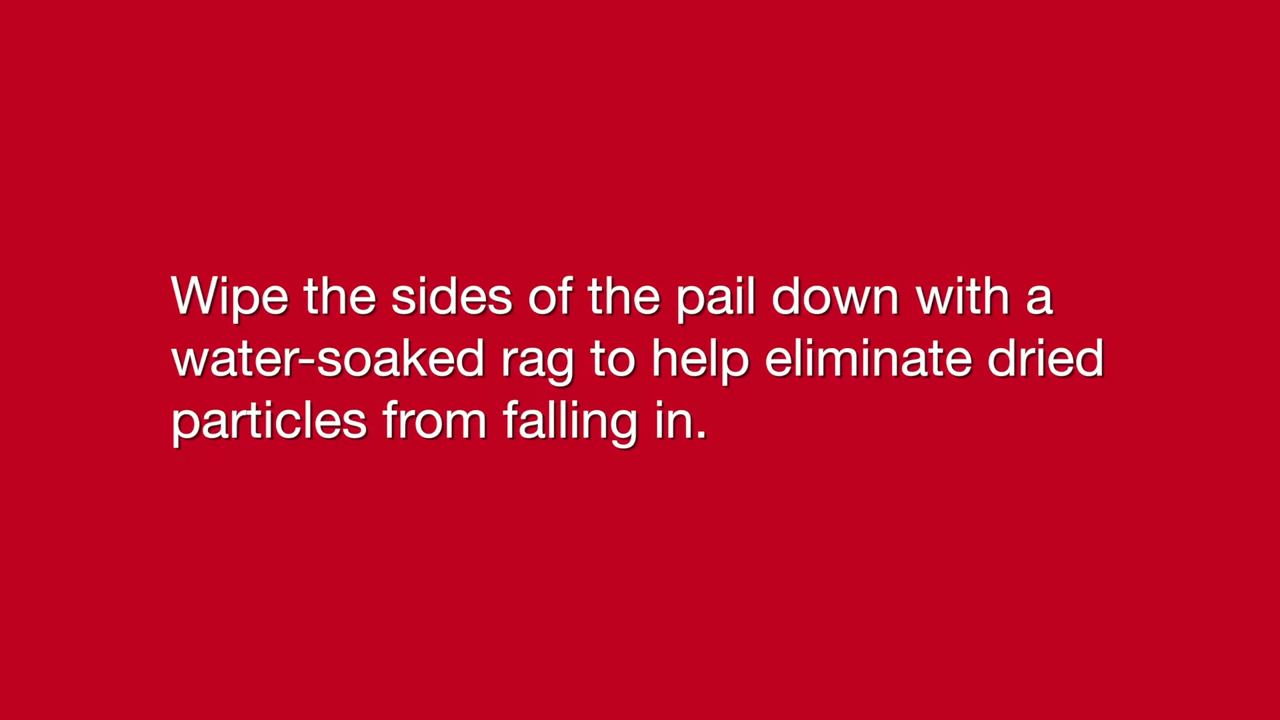 Wipe the sides of the pail down with a
water-soaked rag to help eliminate dried
particles from falling in.